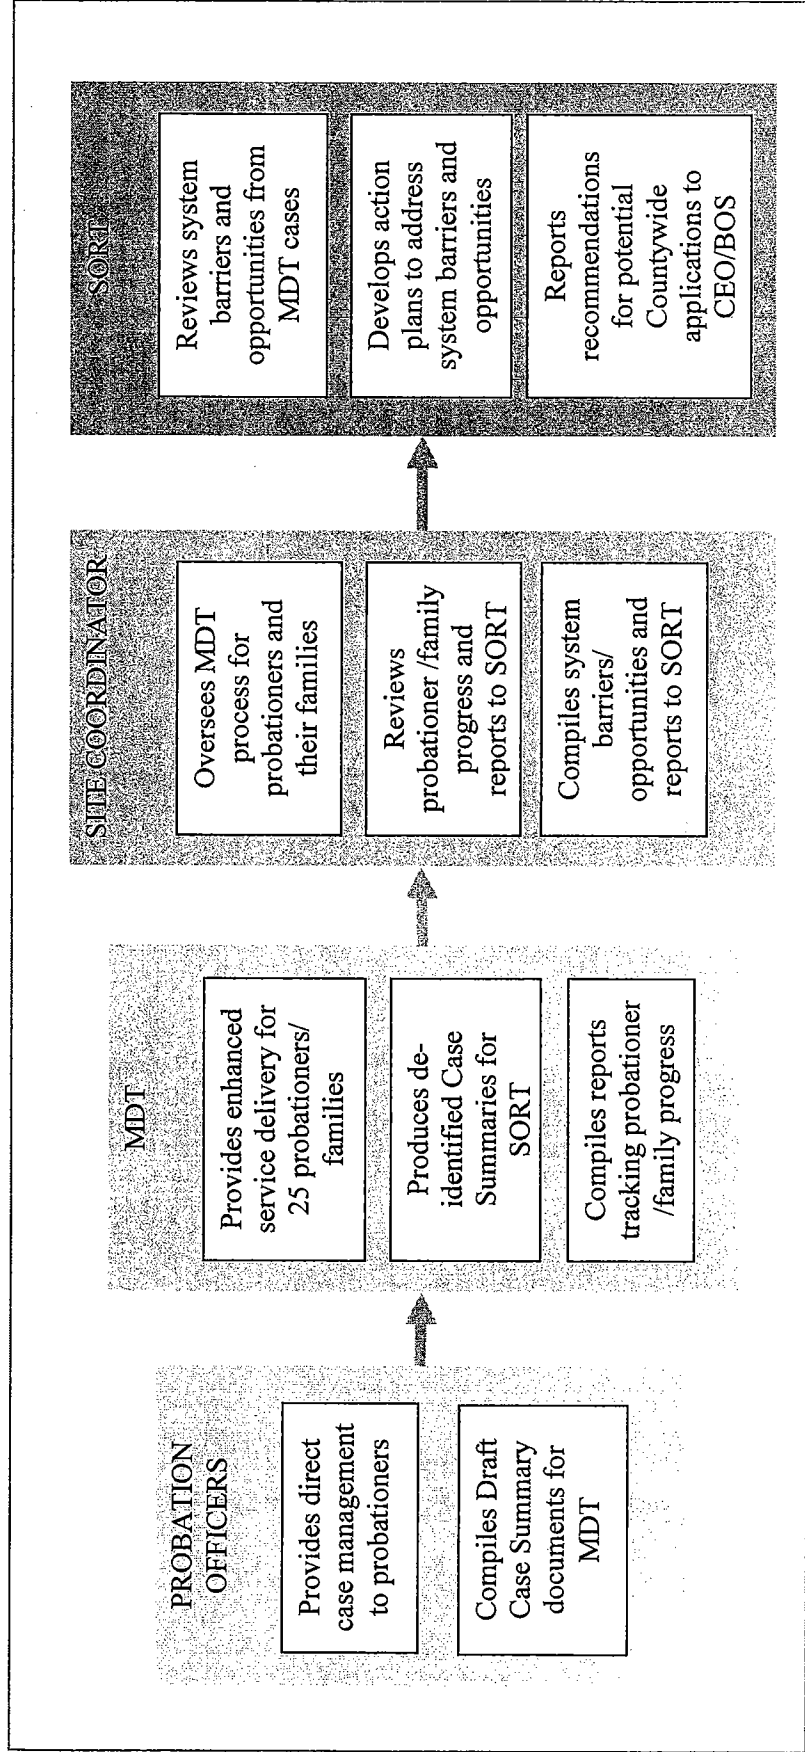 PROBATION
OFFICERS
Provides direct
case management
to probationers
Compiles Draft
Case Summary
documents for
MDT
MDT
Provides enhanced
service delivery for
25 probationers/
families
Produces de-
identified Case
Summaries for
SORT
Compiles reports
tracking probationer
/family progress
SITE COORDINATOR
Oversees MDT
process for
probationers and
their families
Reviews
probationer /family
progress and
reports to SORT
Compiles system
barriers/
opportunities and
reports to SORT
SORT
Reviews system
barriers and
opportunities from
MDT cases
Develops action
plans to address
system barriers and
opportunities
Reports
recommendations
for potential
Countywide
applications to
CEO/BOS